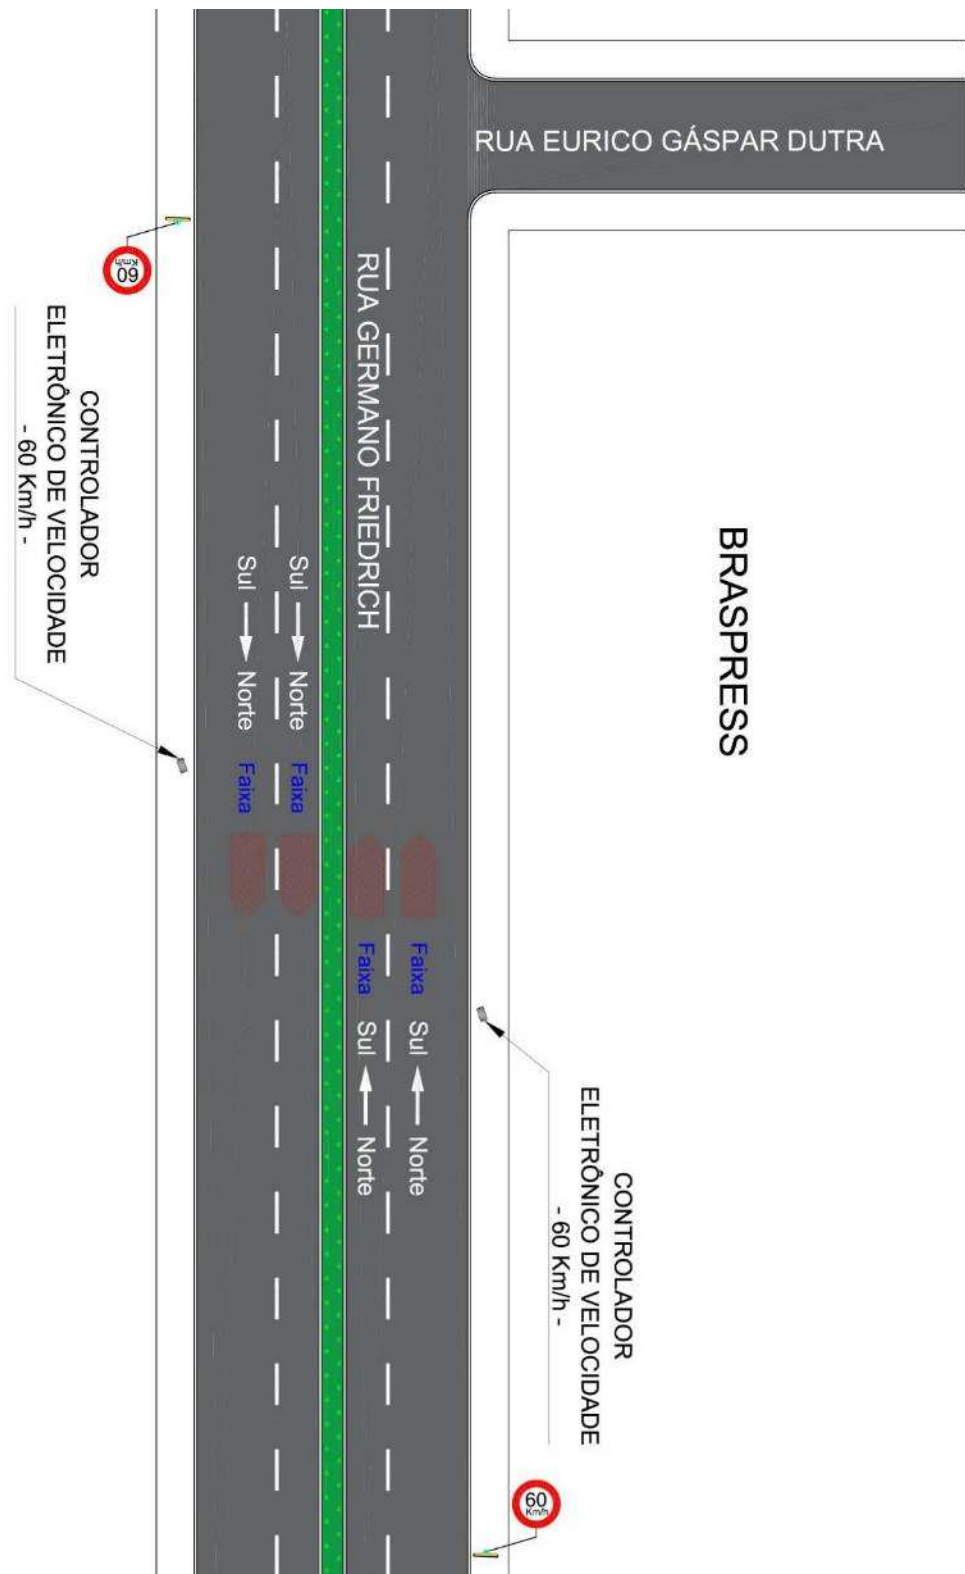 RUA EURICO GÁSPAR DUTRA
RUA GERMANO FRIEDRICH
60
Km/h
CONTROLADOR
ELETRÔNICO DE VELOCIDADE
- 60 Km/h -
BRASPRESS
Sul Norte
Sul Norte
Faixa
Faixa
Faixa
Faixa
Sul Norte
Sul Norte
CONTROLADOR
ELETRÔNICO DE VELOCIDADE
- 60 Km/h -
60
Km/h